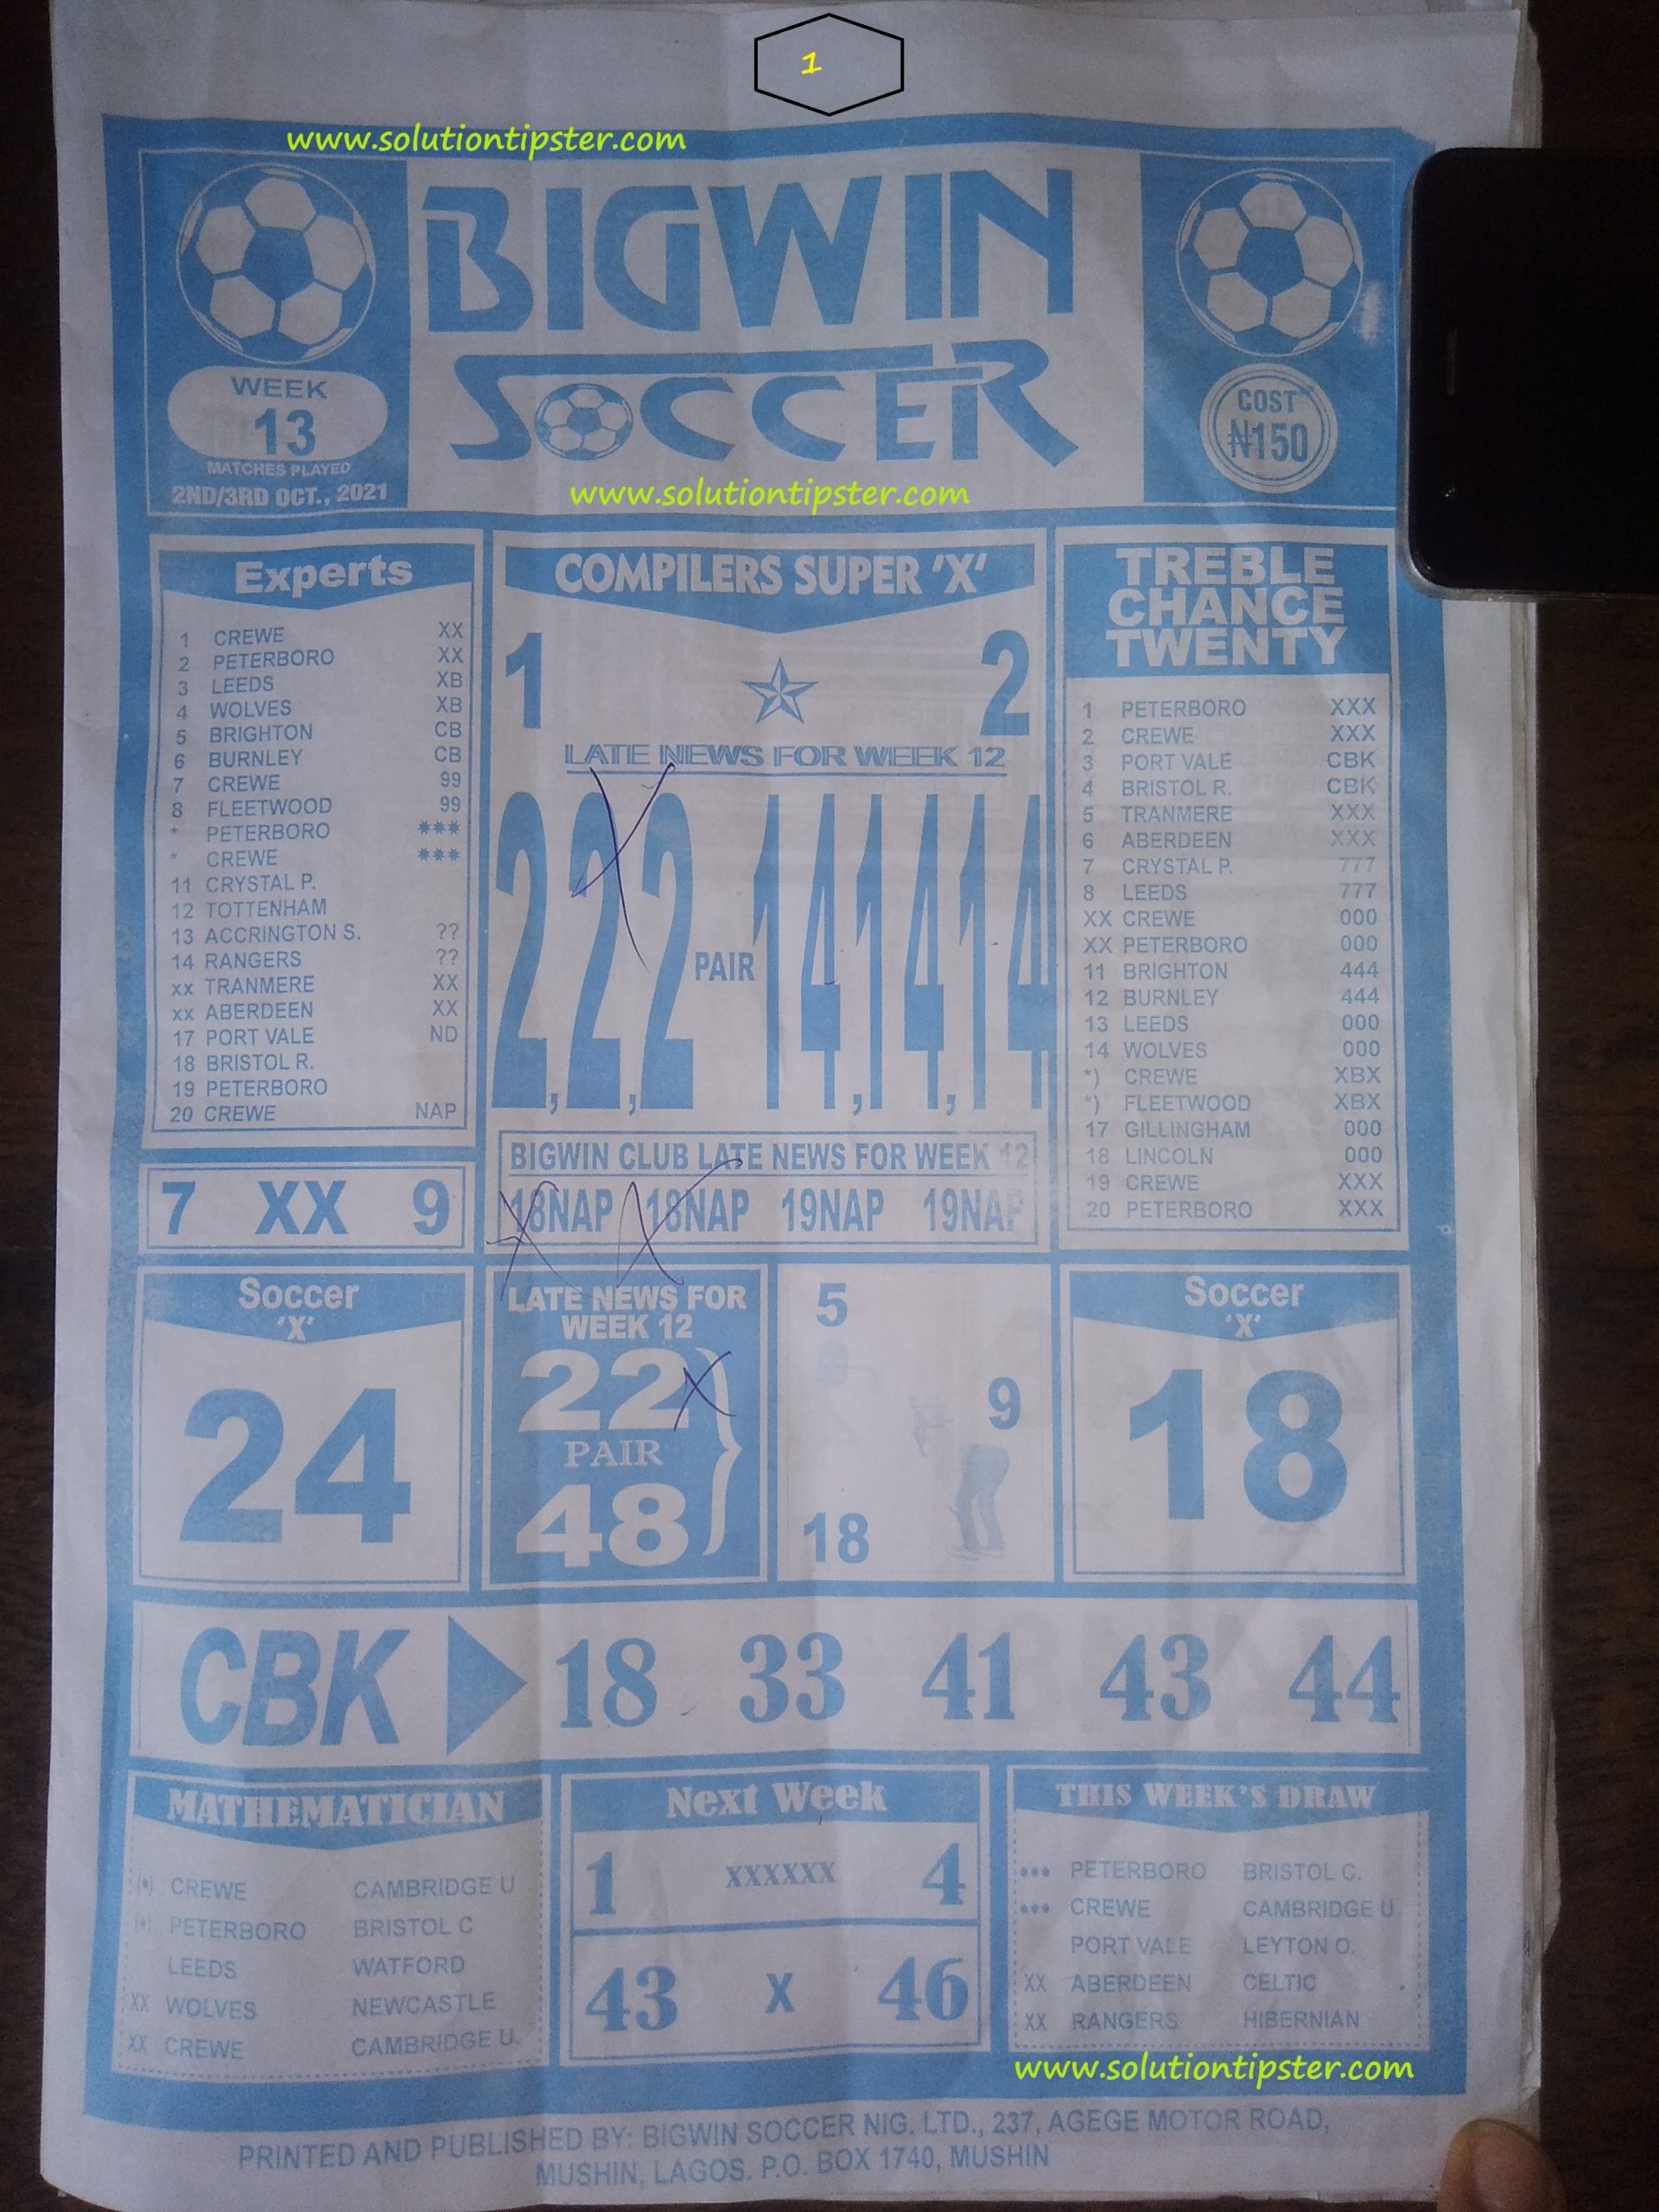 1
www.solutiontipster.com
BIGWIN
SOCCER
WEEK
13
MATCHES PLAYED
2ND/3RD OCT., 2021
COST
₦150
www.solutiontipster.com
Experts
1 CREWE XX
2 PETERBORO XX
3 LEEDS XB
4 WOLVES XB
5 BRIGHTON CB
6 BURNLEY CB
7 CREWE 99
8 FLEETWOOD 99
* PETERBORO ***
* CREWE ***
11 CRYSTAL P.
12 TOTTENHAM
13 ACCRINGTON S. ??
14 RANGERS ??
xx TRANMERE XX
xx ABERDEEN XX
17 PORT VALE ND
18 BRISTOL R.
19 PETERBORO
20 CREWE NAP
7 XX 9
COMPILERS SUPER 'X'
1 2
LATE NEWS FOR WEEK 12
2,2,2 PAIR 14,14,14
BIGWIN CLUB LATE NEWS FOR WEEK 12
18NAP 18NAP 19NAP 19NAP
TREBLE
CHANCE
TWENTY
1 PETERBORO XXX
2 CREWE XXX
3 PORT VALE CBK
4 BRISTOL R. CBK
5 TRANMERE XXX
6 ABERDEEN XXX
7 CRYSTAL P. 777
8 LEEDS 777
XX CREWE 000
XX PETERBORO 000
11 BRIGHTON 444
12 BURNLEY 444
13 LEEDS 000
14 WOLVES 000
*) CREWE XBX
*) FLEETWOOD XBX
17 GILLINGHAM 000
18 LINCOLN 000
19 CREWE XXX
20 PETERBORO XXX
Soccer
'X'
24
LATE NEWS FOR
WEEK 12
22
PAIR
48
5
9
18
Soccer
'X'
18
CBK 18 33 41 43 44
MATHEMATICIAN
(*) CREWE CAMBRIDGE U
(*) PETERBORO BRISTOL C
LEEDS WATFORD
XX WOLVES NEWCASTLE
XX CREWE CAMBRIDGE U.
Next Week
1 XXXXXX 4
43 X 46
THIS WEEK'S DRAW
••• PETERBORO BRISTOL C.
••• CREWE CAMBRIDGE U
PORT VALE LEYTON O.
XX ABERDEEN CELTIC
XX RANGERS HIBERNIAN
www.solutiontipster.com
PRINTED AND PUBLISHED BY: BIGWIN SOCCER NIG. LTD., 237, AGEGE MOTOR ROAD,
MUSHIN, LAGOS. P.O. BOX 1740, MUSHIN